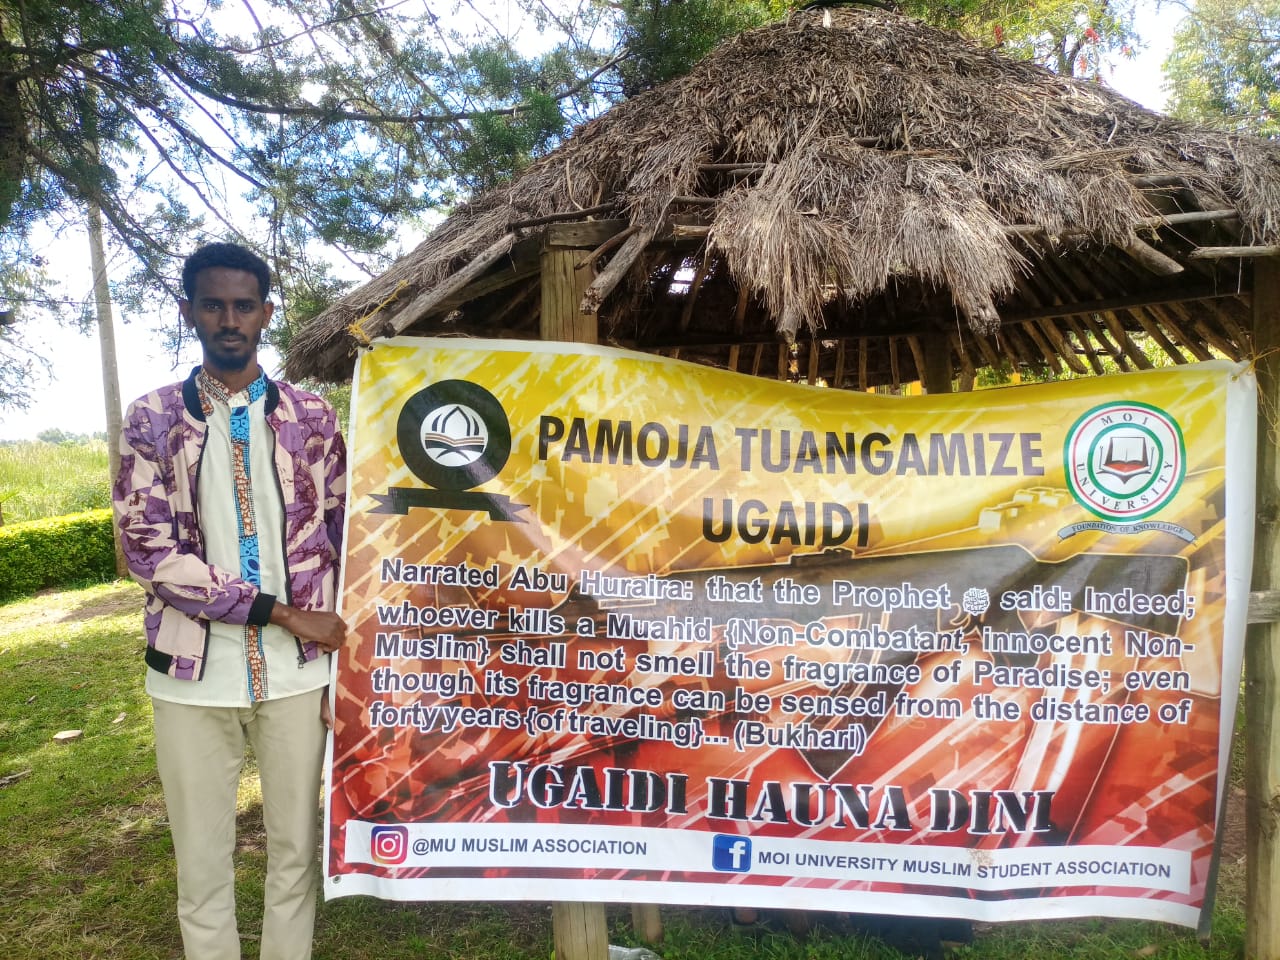 PAMOJA TUANGAMIZE
UGAIDI
MOI
UNIVERSITY
FOUNDATION OF KNOWLEDGE
Narrated Abu Huraira: that the Prophet ﷺ said: Indeed;
whoever kills a Muahid {Non-Combatant, innocent Non-
Muslim} shall not smell the fragrance of Paradise; even
though its fragrance can be sensed from the distance of
forty years {of traveling}... (Bukhari)
UGAIDI HAUNA DINI
@MU MUSLIM ASSOCIATION
MOI UNIVERSITY MUSLIM STUDENT ASSOCIATION